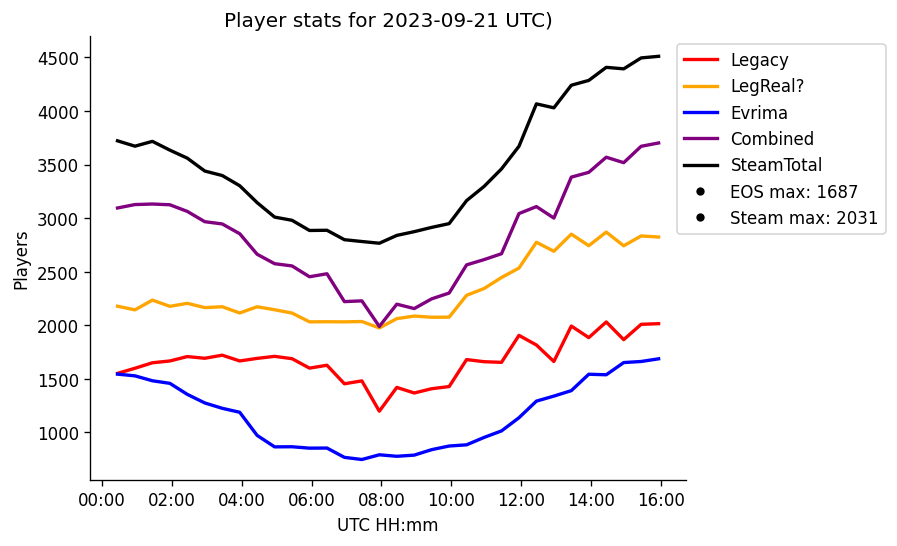 Player stats for 2023-09-21 UTC)
Legacy
LegReal?
Evrima
Combined
SteamTotal
EOS max: 1687
Steam max: 2031
Players
4500
4000
3500
3000
2500
2000
1500
1000
00:00 02:00 04:00 06:00 08:00 10:00 12:00 14:00 16:00
UTC HH:mm